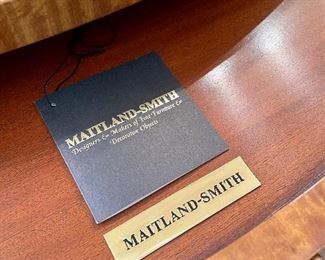 MAITLAND-SMITH
Designers & Makers of Fine Furniture &
Decorative Objects
MAITLAND-SMITH